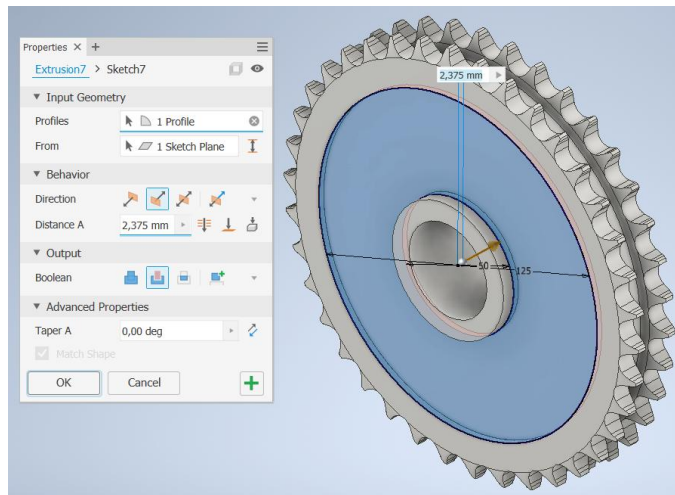 Properties × +
Extrusion7 > Sketch7
Input Geometry
Profiles 1 Profile
From 1 Sketch Plane
Behavior
Direction
Distance A 2,375 mm
Output
Boolean
Advanced Properties
Taper A 0,00 deg
Match Shape
OK Cancel
2,375 mm
50 125